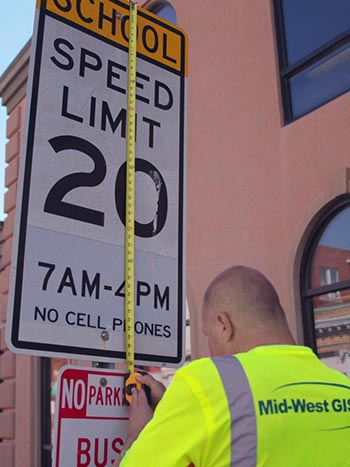 SCHOOL
SPEED
LIMIT
20
7AM-4PM
NO CELL PHONES
NO PARK
BUS
Mid-West GIS